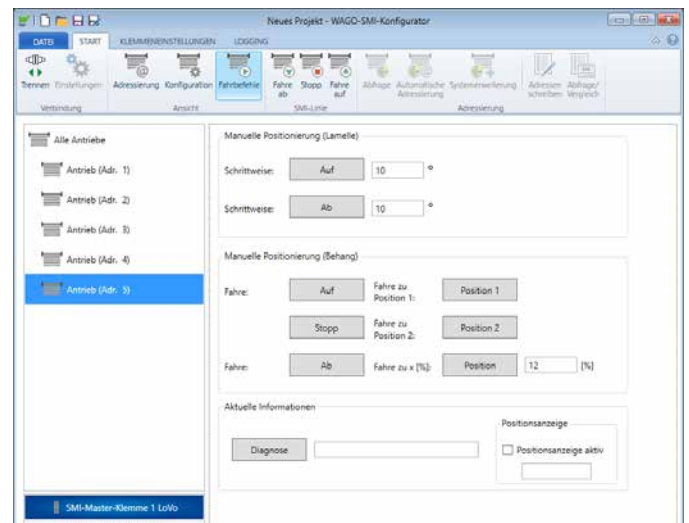 Neues Projekt - WAGO-SMI-Konfigurator
DATEI START KLEMMENEINSTELLUNGEN LOGGING
Trennen Einstellungen Adressierung Konfiguration Fahrbefehle Fahre ab Stopp Fahre auf Abfrage Automatische Adressierung Systemerweiterung Adressen schreiben Abfrage/ Vergleich
Verbindung Ansicht SMI-Linie Adressierung
Alle Antriebe
Antrieb (Adr. 1)
Antrieb (Adr. 2)
Antrieb (Adr. 3)
Antrieb (Adr. 4)
Antrieb (Adr. 5)
SMI-Master-Klemme 1 LoVo
Manuelle Positionierung (Lamelle)
Schrittweise: Auf 10 °
Schrittweise: Ab 10 °
Manuelle Positionierung (Behang)
Fahre: Auf Fahre zu Position 1: Position 1
Stopp Fahre zu Position 2: Position 2
Fahre: Ab Fahre zu x [%]: Position 12 [%]
Aktuelle Informationen
Positionsanzeige
Diagnose Positionsanzeige aktiv